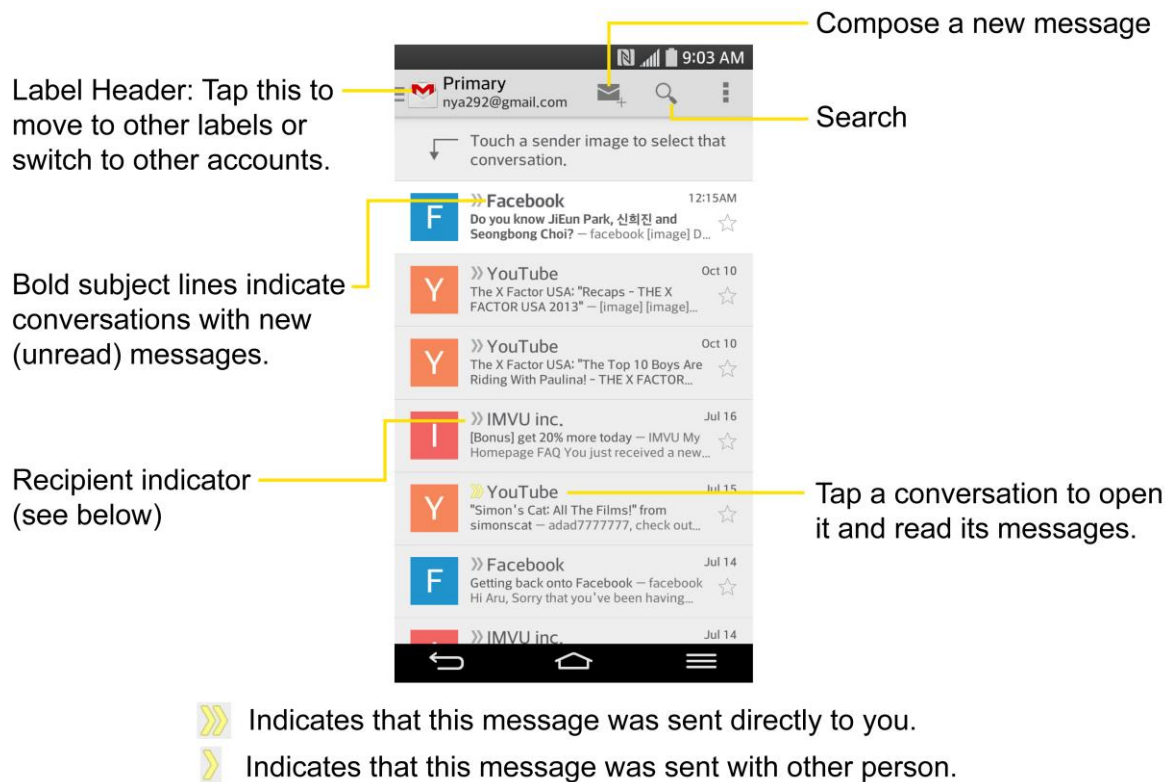 Compose a new message
9:03 AM
Label Header: Tap this to
move to other labels or
switch to other accounts.
Primary
nya292@gmail.com
Search
Touch a sender image to select that
conversation.
F
Facebook
12:15AM
Do you know JiEun Park, 신희진 and
Seongbong Choi? – facebook [image] D...
Bold subject lines indicate
conversations with new
(unread) messages.
Y
YouTube
Oct 10
The X Factor USA: "Recaps - THE X
FACTOR USA 2013" – [image] [image]...
Y
YouTube
Oct 10
The X Factor USA: "The Top 10 Boys Are
Riding With Paulina! - THE X FACTOR...
I
IMVU inc.
Jul 16
[Bonus] get 20% more today – IMVU My
Homepage FAQ You just received a new...
Recipient indicator
(see below)
Y
YouTube
Jul 15
"Simon's Cat: All The Films!" from
simonscat – adad7777777, check out...
Tap a conversation to open
it and read its messages.
F
Facebook
Jul 14
Getting back onto Facebook – facebook
Hi Aru, Sorry that you've been having...
IMVU inc.
Jul 14
Indicates that this message was sent directly to you.
Indicates that this message was sent with other person.